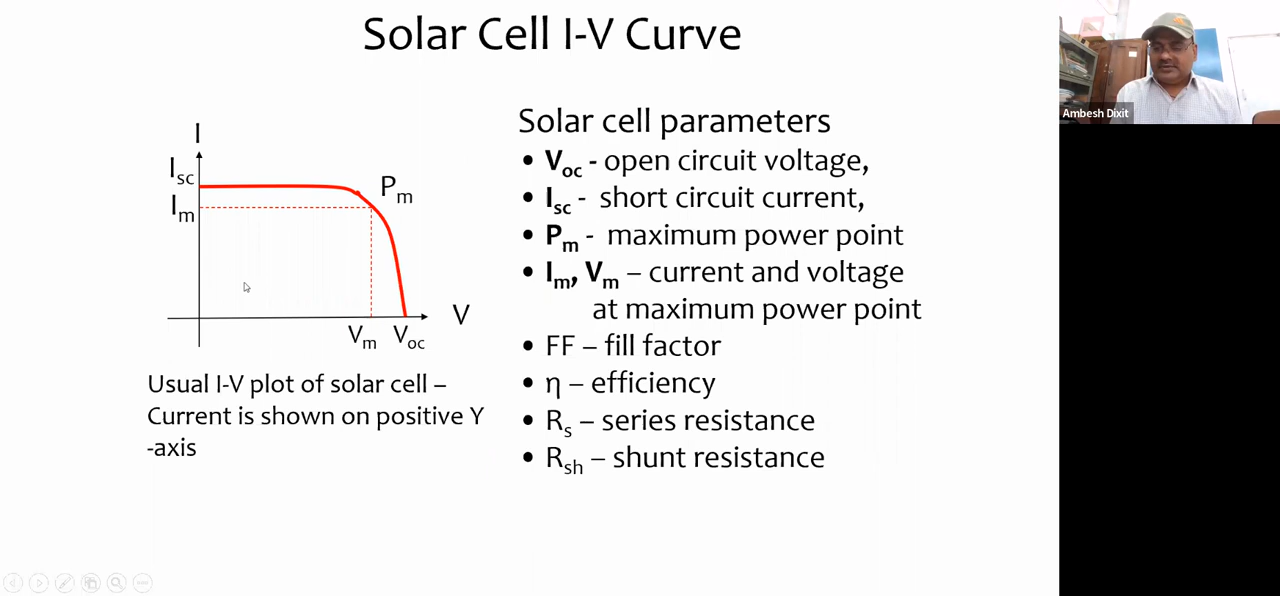 Solar Cell I-V Curve
I
Isc
Im
Pm
V
Vm
Voc
Usual I-V plot of solar cell –
Current is shown on positive Y
-axis
Solar cell parameters
• Voc - open circuit voltage,
• Isc - short circuit current,
• Pm - maximum power point
• Im, Vm – current and voltage
at maximum power point
• FF – fill factor
• η – efficiency
• Rs – series resistance
• Rsh – shunt resistance
Ambesh Dixit